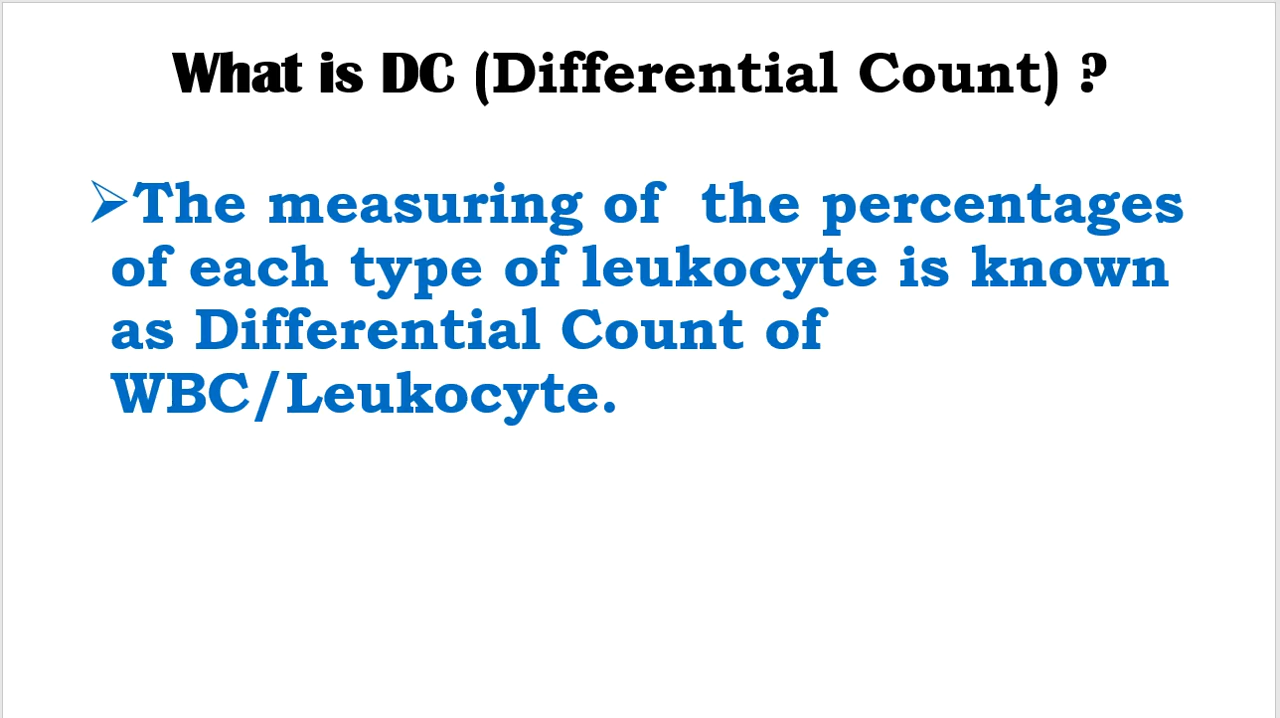 What is DC (Differential Count) ?
➢The measuring of the percentages
of each type of leukocyte is known
as Differential Count of
WBC/Leukocyte.